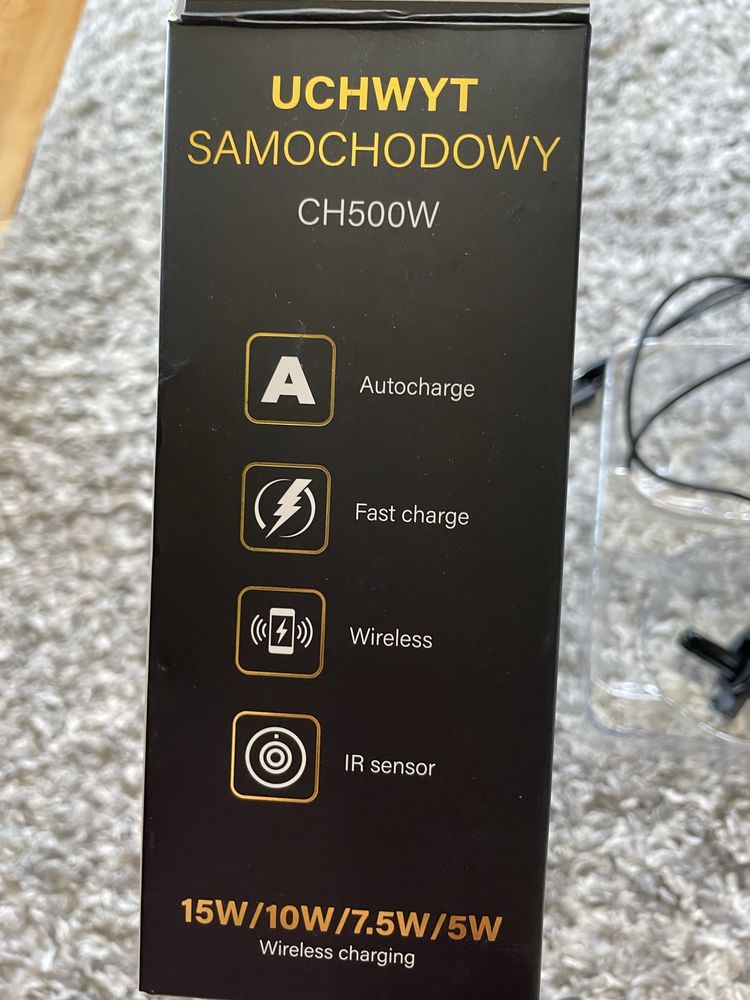 UCHWYT
SAMOCHODOWY
CH500W
A
Autocharge
Fast charge
Wireless
IR sensor
15W/10W/7.5W/5W
Wireless charging